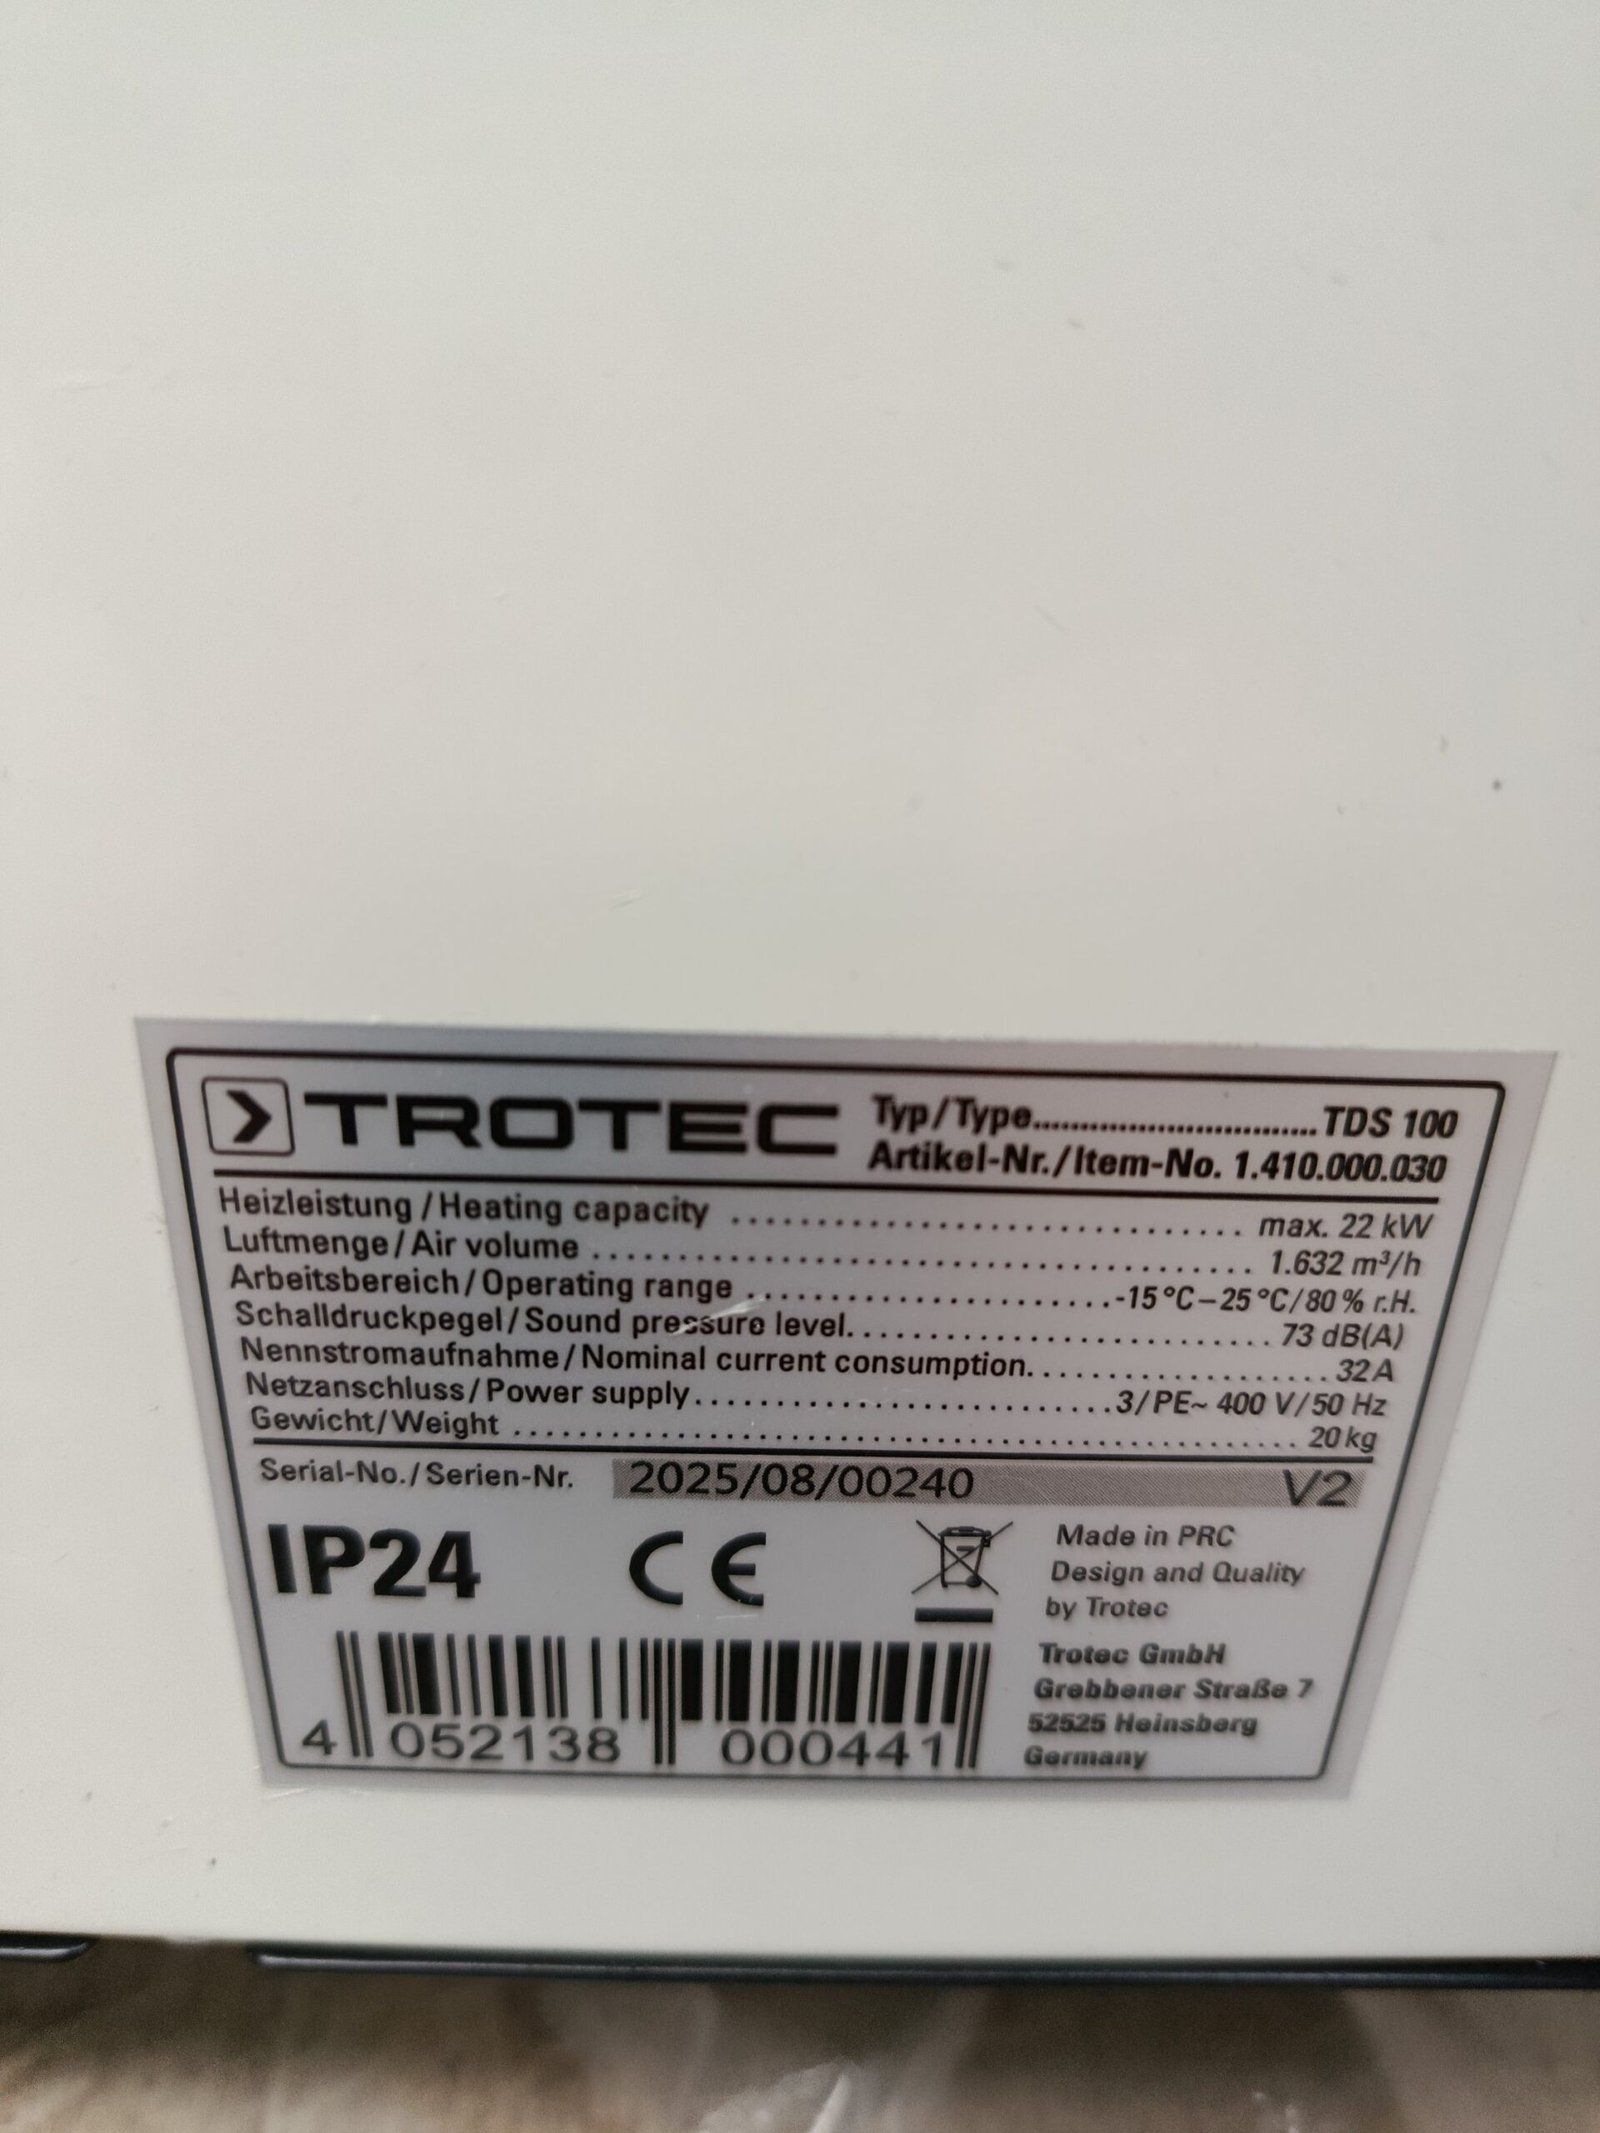 TROTEC
Typ/Type..............................TDS 100
Artikel-Nr./Item-No. 1.410.000.030
Heizleistung/Heating capacity .............................. max. 22 kW
Luftmenge/Air volume ...................................... 1.632 m³/h
Arbeitsbereich/Operating range .......................-15°C–25°C/80% r.H.
Schalldruckpegel/Sound pressure level........................... 73 dB(A)
Nennstromaufnahme/Nominal current consumption.................... 32A
Netzanschluss/Power supply..........................3/PE~ 400 V/50 Hz
Gewicht/Weight ................................................ 20kg
Serial-No./Serien-Nr. 2025/08/00240 V2
IP24 CE
Made in PRC
Design and Quality
by Trotec
Trotec GmbH
Grebbener Straße 7
52525 Heinsberg
Germany
4 052138 000441